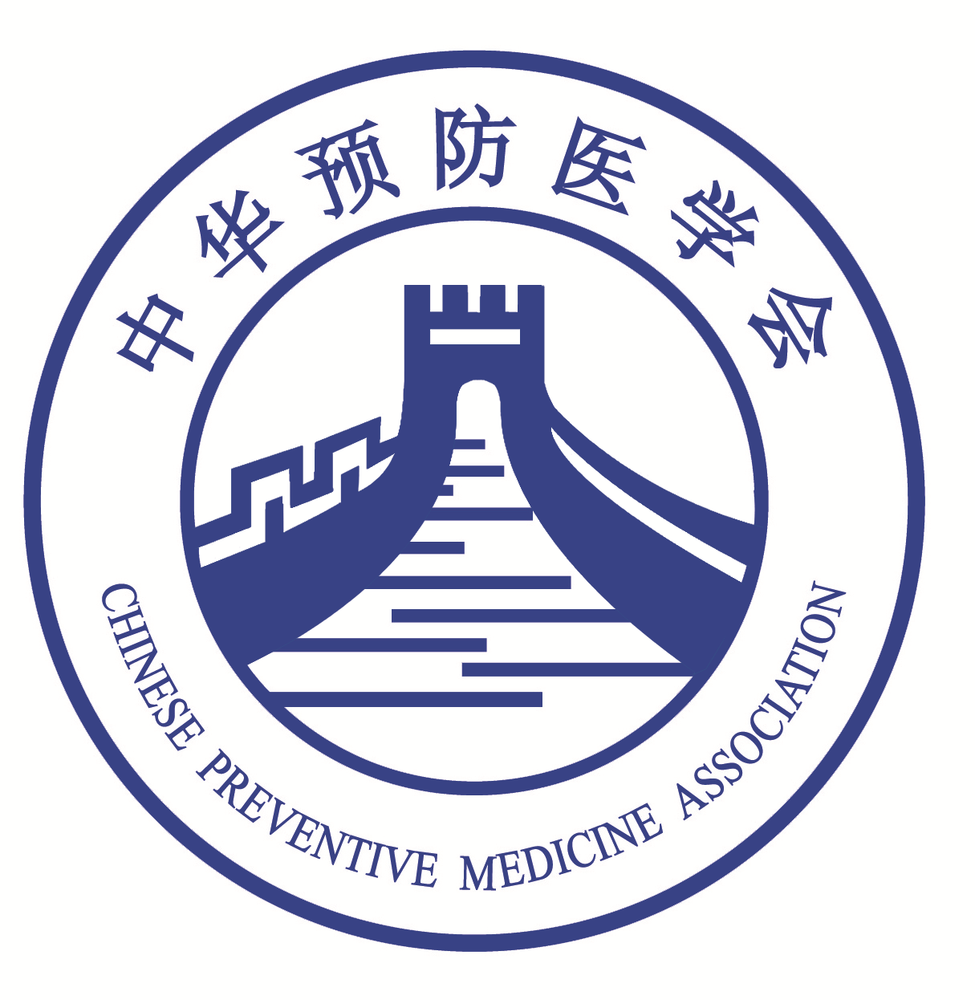 中华预防医学会
CHINESE PREVENTIVE MEDICINE ASSOCIATION